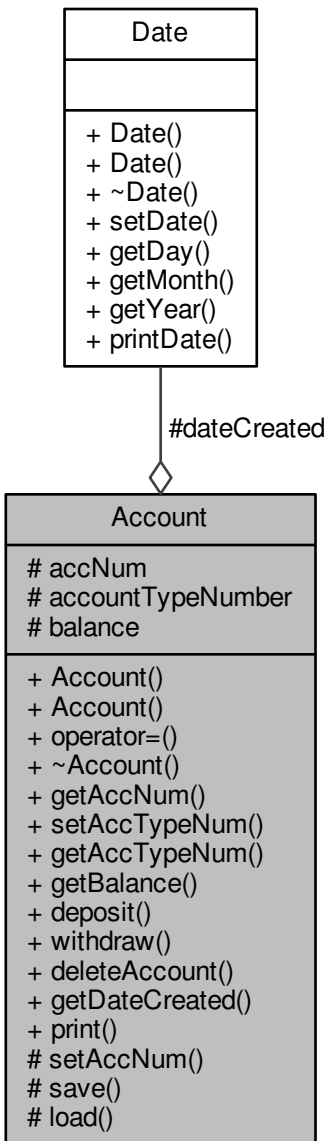 Date
+ Date()
+ Date()
+ ~Date()
+ setDate()
+ getDay()
+ getMonth()
+ getYear()
+ printDate()
#dateCreated
Account
# accNum
# accountTypeNumber
# balance
+ Account()
+ Account()
+ operator=()
+ ~Account()
+ getAccNum()
+ setAccTypeNum()
+ getAccTypeNum()
+ getBalance()
+ deposit()
+ withdraw()
+ deleteAccount()
+ getDateCreated()
+ print()
# setAccNum()
# save()
# load()